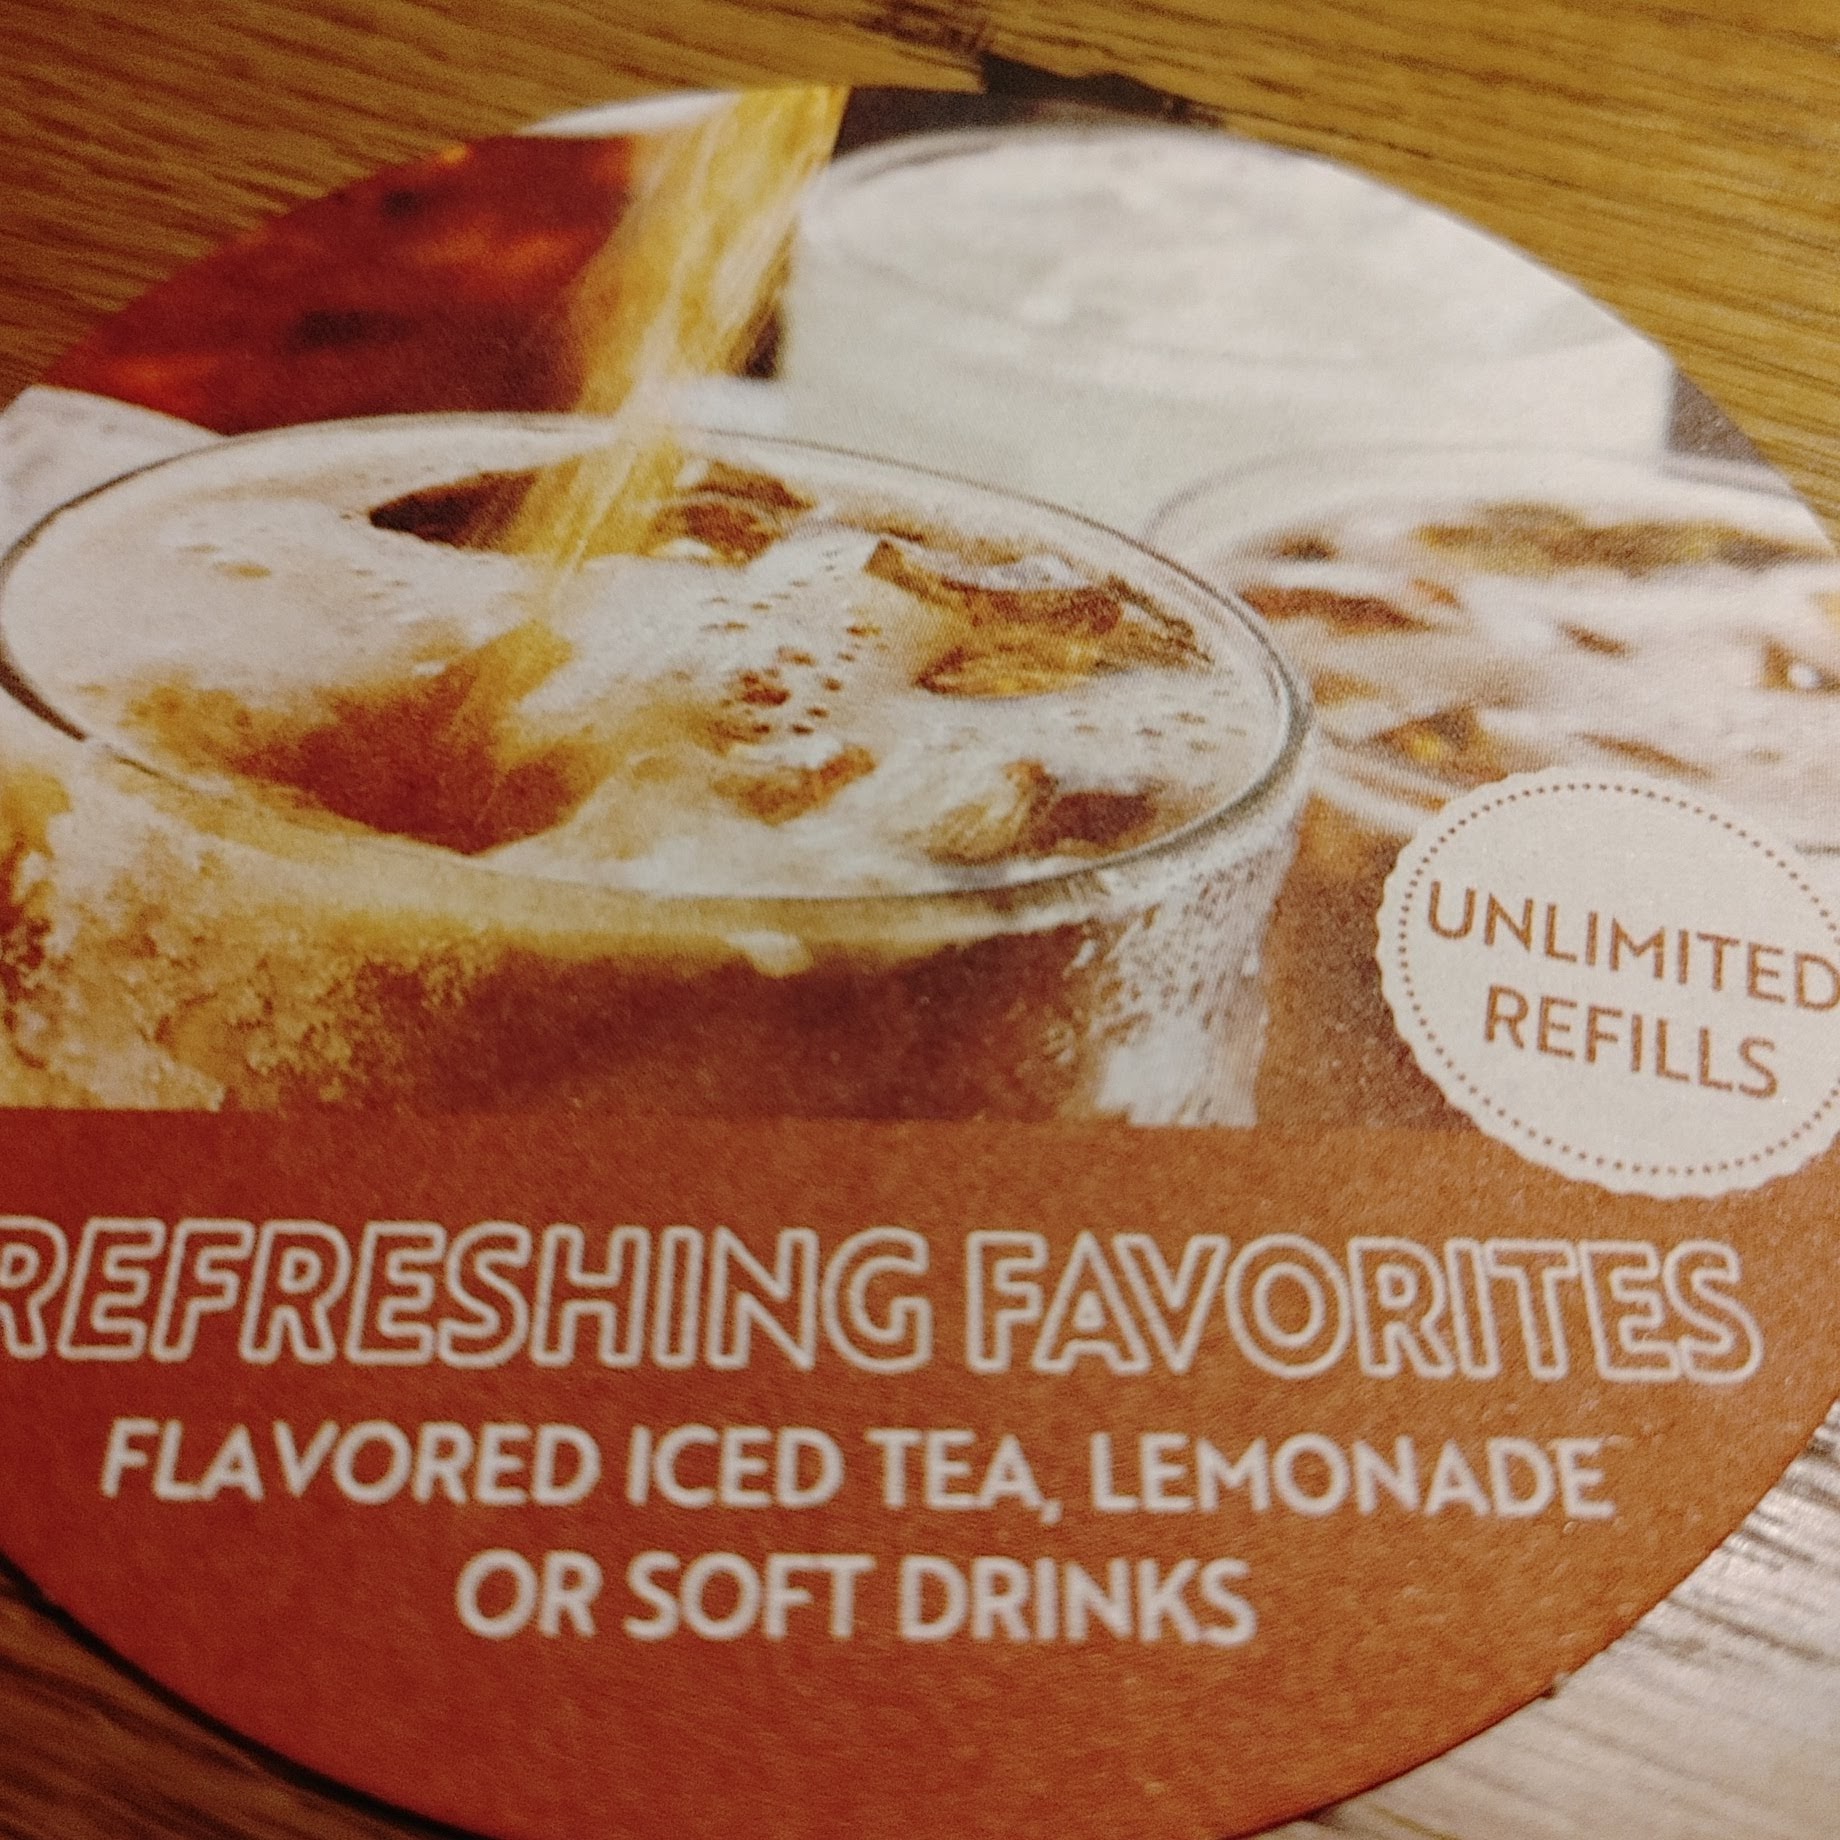 UNLIMITED
REFILLS
REFRESHING FAVORITES
FLAVORED ICED TEA, LEMONADE
OR SOFT DRINKS